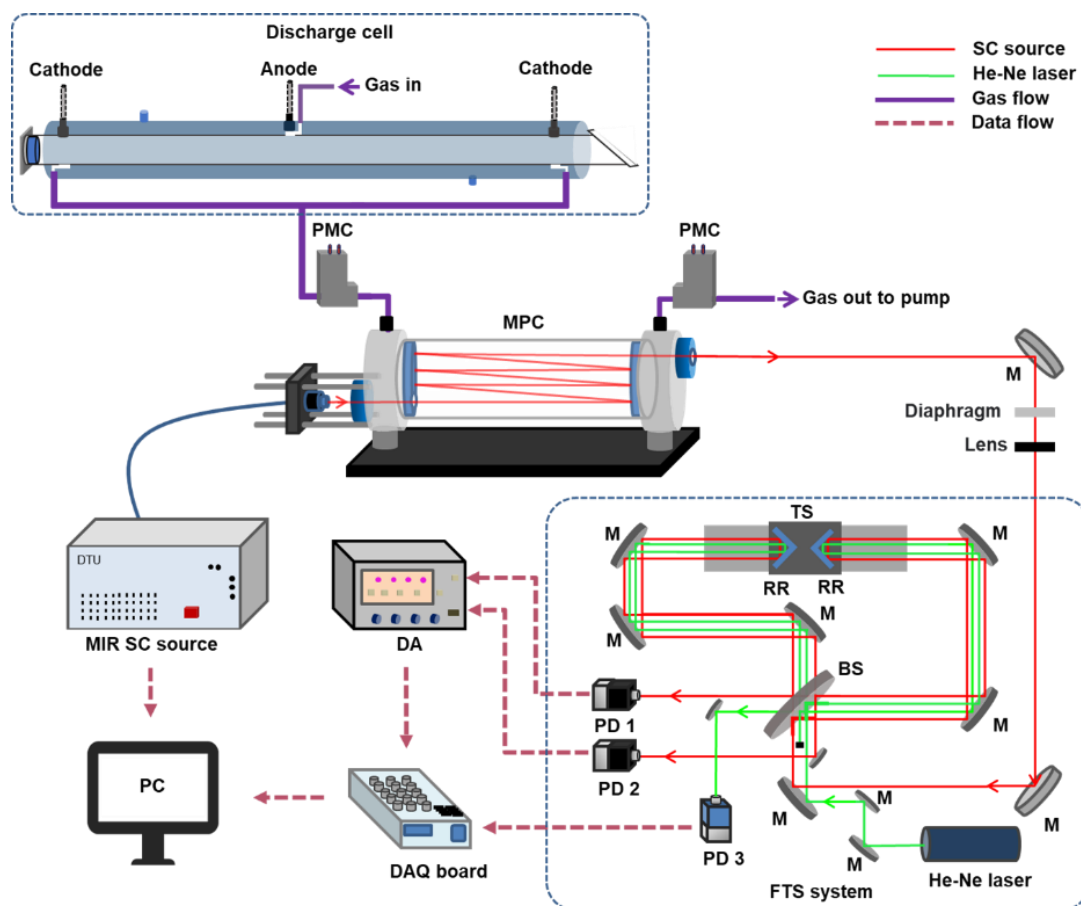 Discharge cell
Cathode
Anode
Cathode
Gas in
SC source
He-Ne laser
Gas flow
Data flow
PMC
PMC
Gas out to pump
MPC
M
Diaphragm
Lens
DTU
MIR SC source
DA
TS
M
M
RR
RR
M
M
BS
M
PD 1
PD 2
PC
DAQ board
PD 3
M
M
M
M
He-Ne laser
FTS system